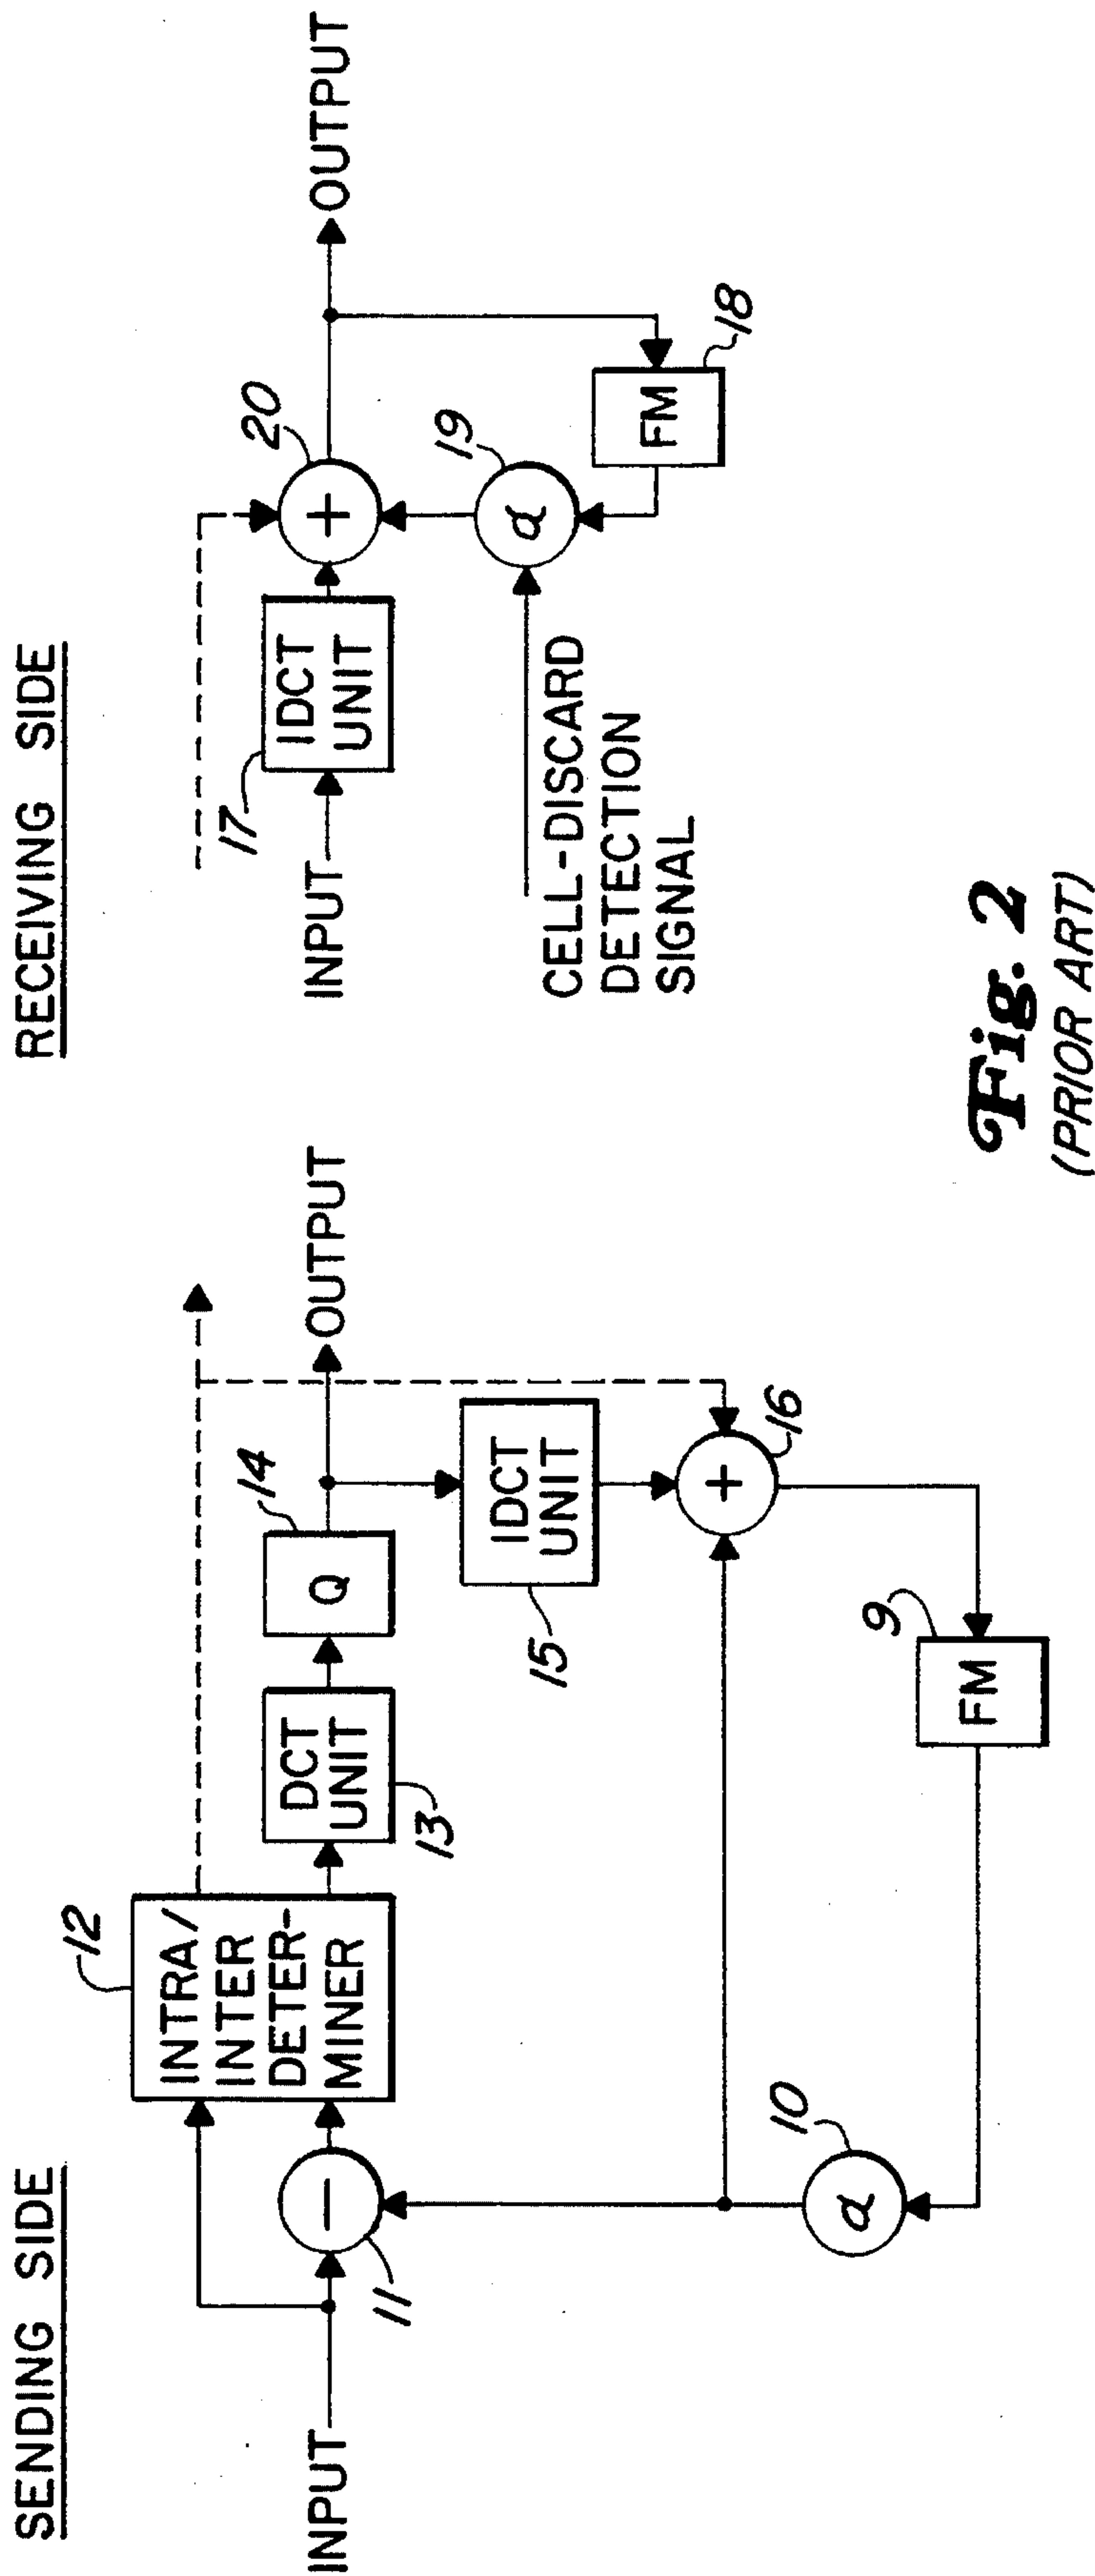 SENDING SIDE
INPUT
11
12
INTRA/
INTER
DETER-
MINER
13
DCT
UNIT
14
Q
OUTPUT
15
IDCT
UNIT
16
+
9
FM
10
α
−
RECEIVING SIDE
INPUT
17
IDCT
UNIT
20
+
OUTPUT
19
α
18
FM
CELL-DISCARD
DETECTION
SIGNAL
Fig. 2
(PRIOR ART)